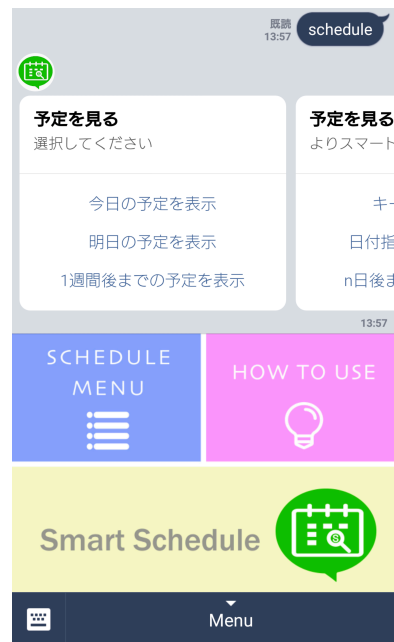 既読
13:57
schedule
予定を見る
選択してください
今日の予定を表示
明日の予定を表示
1週間後までの予定を表示
予定を見る
よりスマート
キー
日付指
n日後ま
13:57
SCHEDULE
MENU
HOW TO USE
Smart Schedule
Menu